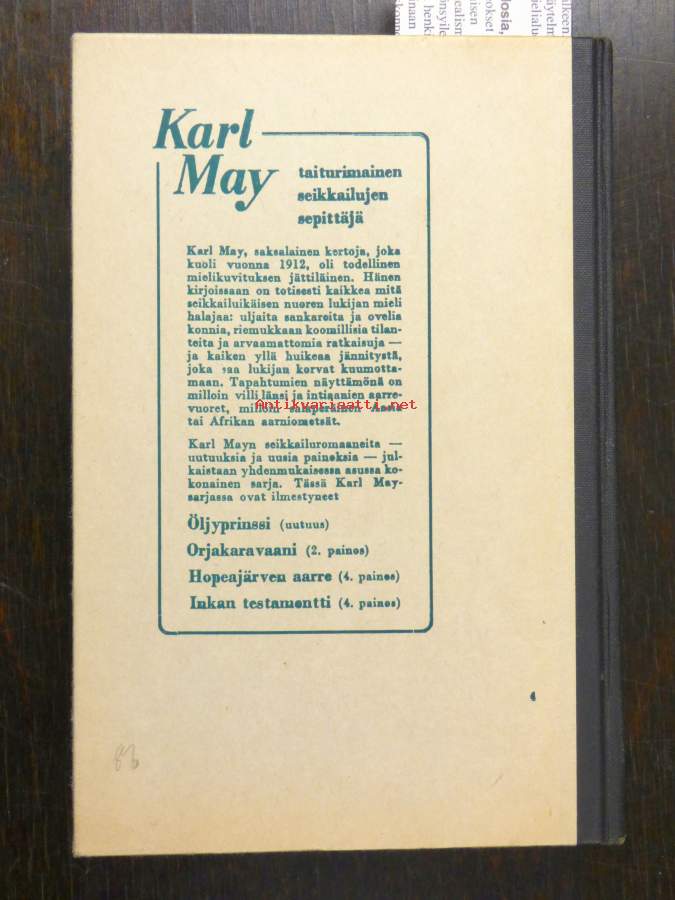 Karl
May
taiturimainen
seikkailujen
sepittäjä
Karl May, saksalainen kertoja, joka
kuoli vuonna 1912, oli todellinen
mielikuvituksen jättiläinen. Hänen
kirjoissaan on totisesti kaikkea mitä
seikkailuikäisen nuoren lukijan mieli
halajaa: uljaita sankareita ja ovelia
konnia, riemukkaan koomillisia tilan-
teita ja arvaamattomia ratkaisuja —
ja kaiken yllä huikeaa jännitystä,
joka saa lukijan korvat kuumotta-
maan. Tapahtumien näyttämönä on
milloin villi länsi ja intiaanien aarre-
vuoret, milloin salaperäinen Aasia
tai Afrikan aarniometsät.
Antikvariaatti.net
Karl Mayn seikkailuromaaneita —
uutuuksia ja uusia painoksia — jul-
kaistaan yhdenmukaisessa asussa ko-
konainen sarja. Tässä Karl May-
sarjassa ovat ilmestyneet
Öljyprinssi (uutuus)
Orjakaravaani (2. painos)
Hopeajärven aarre (4. painos)
Inkan testamentti (4. painos)